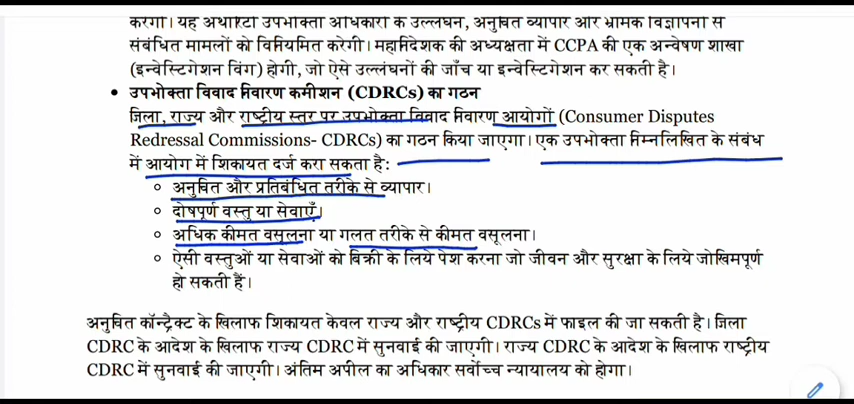 करेगी। यह अथॉरिटी उपभोक्ता अधिकारों के उल्लंघन, अनुचित व्यापार और भ्रामक विज्ञापनों से
संबंधित मामलों को विनियमित करेगी। महानिदेशक की अध्यक्षता में CCPA की एक अन्वेषण शाखा
(इन्वेस्टिगेशन विंग) होगी, जो ऐसे उल्लंघनों की जाँच या इन्वेस्टिगेशन कर सकती है।
• उपभोक्ता विवाद निवारण कमीशन (CDRCs) का गठन
जिला, राज्य और राष्ट्रीय स्तर पर उपभोक्ता विवाद निवारण आयोगों (Consumer Disputes
Redressal Commissions- CDRCs) का गठन किया जाएगा। एक उपभोक्ता निम्नलिखित के संबंध
में आयोग में शिकायत दर्ज करा सकता है:
○ अनुचित और प्रतिबंधित तरीके से व्यापार।
○ दोषपूर्ण वस्तु या सेवाएँ।
○ अधिक कीमत वसूलना या गलत तरीके से कीमत वसूलना।
○ ऐसी वस्तुओं या सेवाओं को बिक्री के लिये पेश करना जो जीवन और सुरक्षा के लिये जोखिमपूर्ण
हो सकती हैं।
अनुचित कॉन्ट्रैक्ट के खिलाफ शिकायत केवल राज्य और राष्ट्रीय CDRCs में फाइल की जा सकती है। जिला
CDRC के आदेश के खिलाफ राज्य CDRC में सुनवाई की जाएगी। राज्य CDRC के आदेश के खिलाफ राष्ट्रीय
CDRC में सुनवाई की जाएगी। अंतिम अपील का अधिकार सर्वोच्च न्यायालय को होगा।